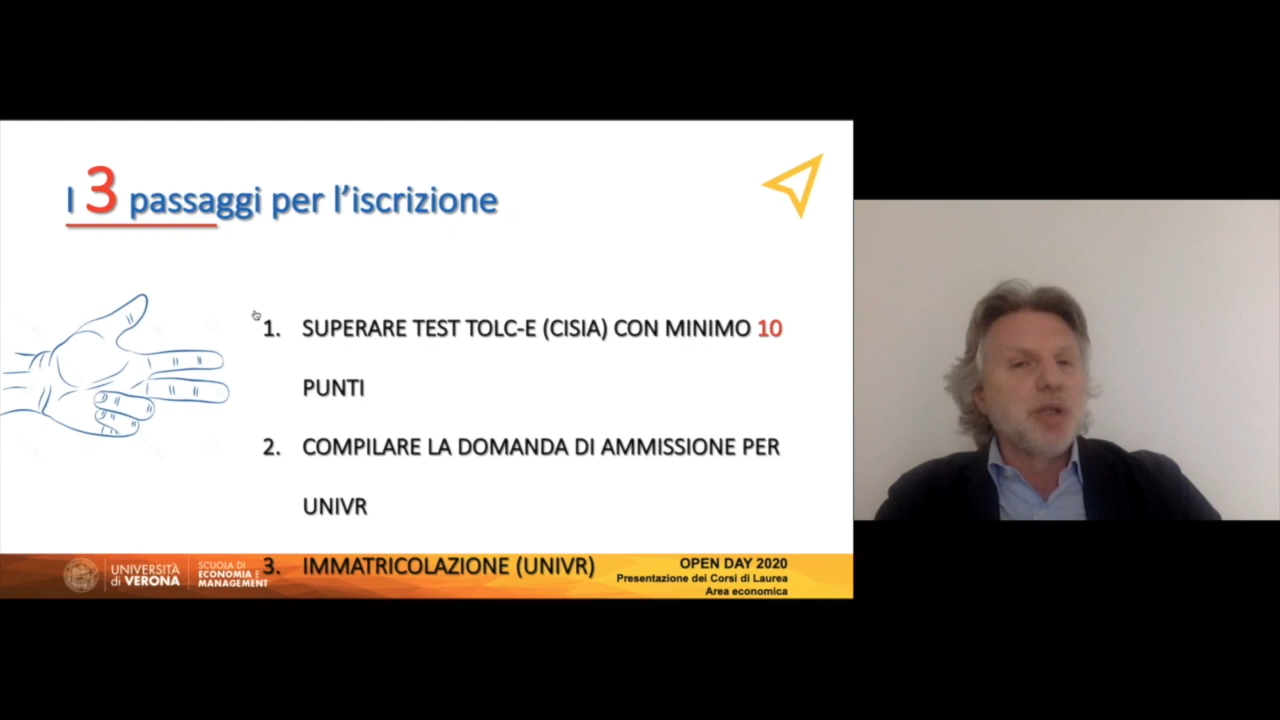 I 3 passaggi per l'iscrizione
1. SUPERARE TEST TOLC-E (CISIA) CON MINIMO 10
PUNTI
2. COMPILARE LA DOMANDA DI AMMISSIONE PER
UNIVR
3. IMMATRICOLAZIONE (UNIVR)
UNIVERSITÀ
di VERONA
SCUOLA DI
ECONOMIA E
MANAGEMENT
OPEN DAY 2020
Presentazione dei Corsi di Laurea
Area economica